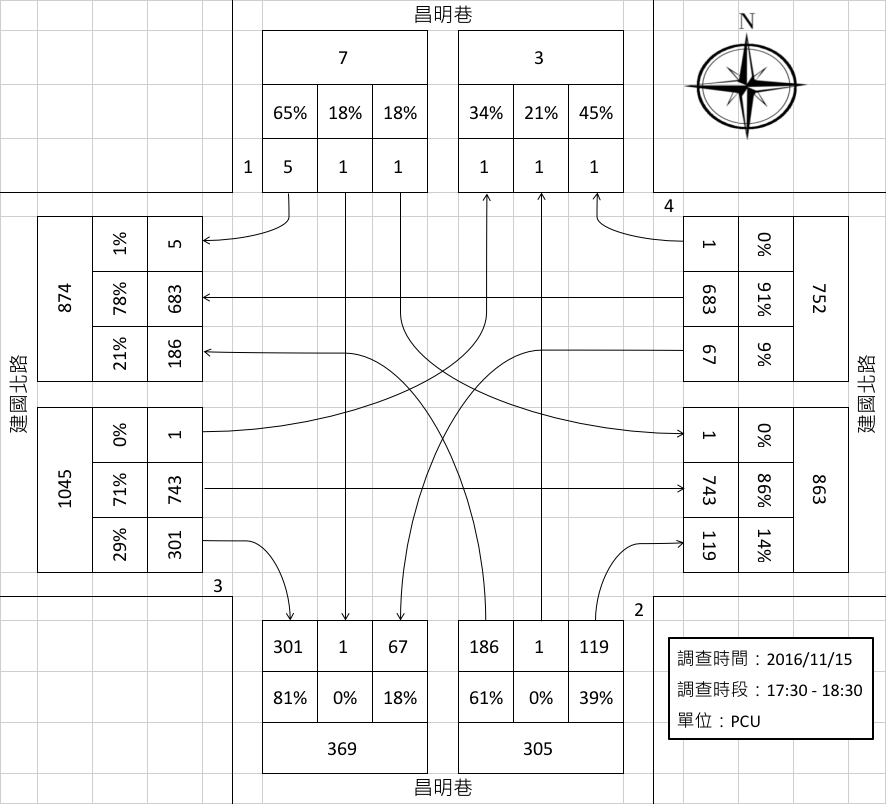 昌明巷
N
7
3
65% 18% 18%
34% 21% 45%
1
5 1 1
1 1 1
4
874
1% 5
78% 683
21% 186
1 0%
683 91%
67 9%
752
建國北路
建國北路
1045
0% 1
71% 743
29% 301
1 0%
743 86%
119 14%
863
3
2
301 1 67
186 1 119
81% 0% 18%
61% 0% 39%
369
305
昌明巷
調查時間：2016/11/15
調查時段：17:30 - 18:30
單位：PCU